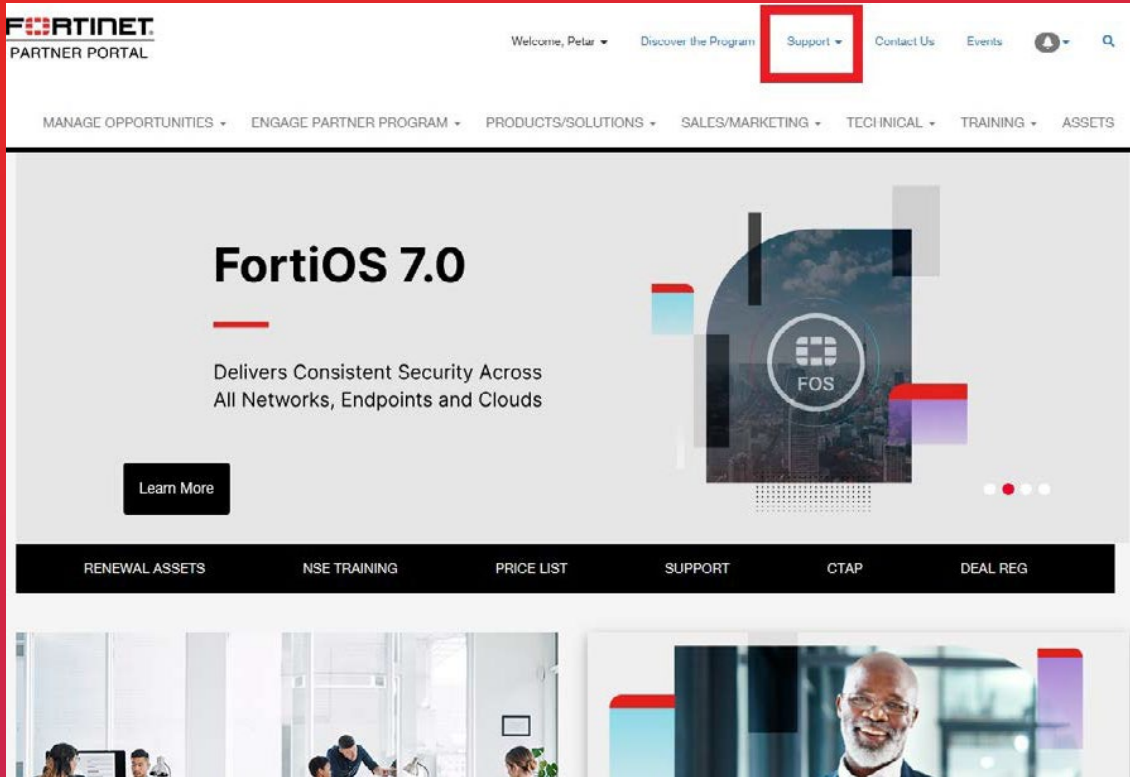 FORTINET.
PARTNER PORTAL
Welcome, Petar
Discover the Program
Support
Contact Us
Events
MANAGE OPPORTUNITIES
ENGAGE PARTNER PROGRAM
PRODUCTS/SOLUTIONS
SALES/MARKETING
TECHNICAL
TRAINING
ASSETS
FortiOS 7.0
Delivers Consistent Security Across
All Networks, Endpoints and Clouds
FOS
Learn More
RENEWAL ASSETS
NSE TRAINING
PRICE LIST
SUPPORT
CTAP
DEAL REG